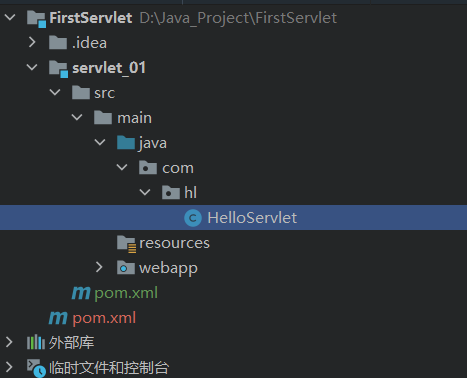 FirstServlet D:\Java_Project\FirstServlet
.idea
servlet_01
src
main
java
com
hl
HelloServlet
resources
webapp
pom.xml
pom.xml
外部库
临时文件和控制台